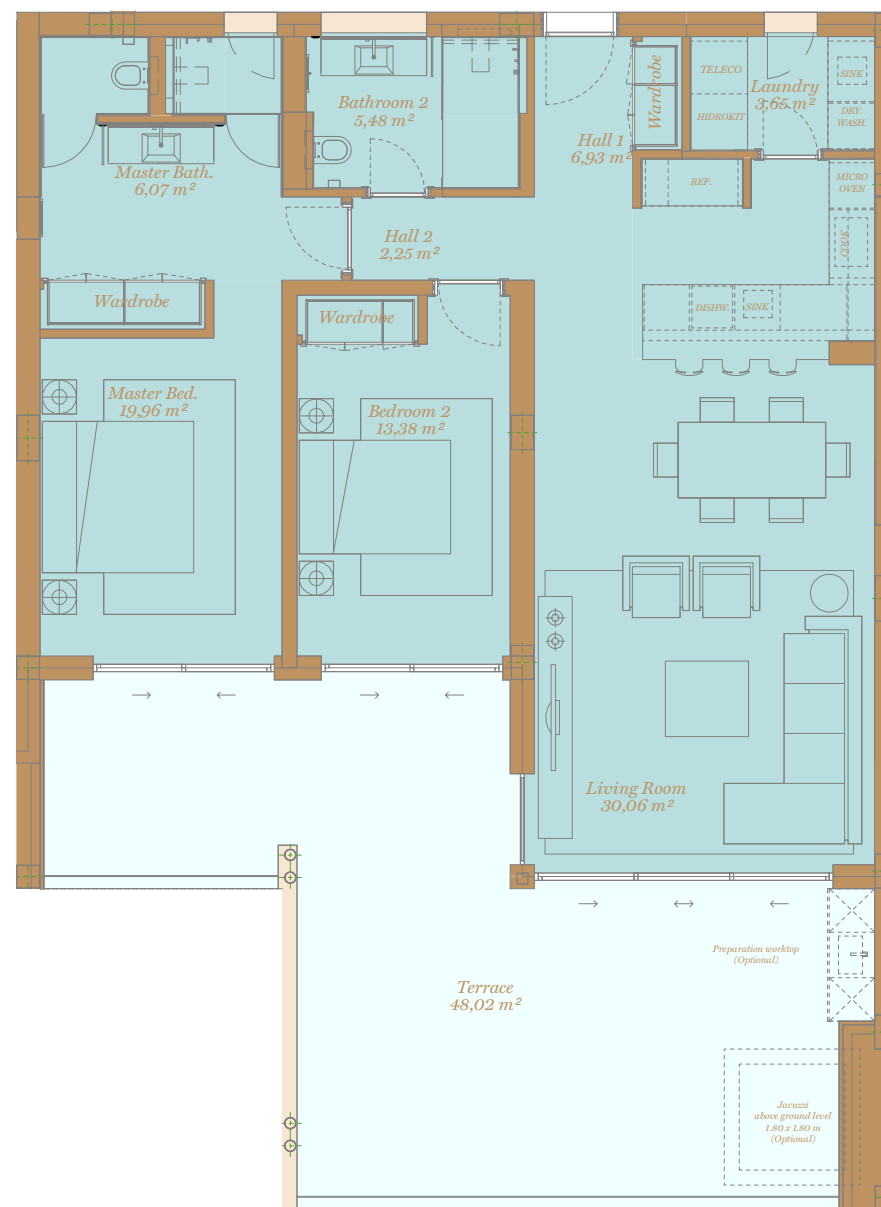 TELECO
HIDROKIT
Wardrobe
Laundry
3,65 m²
SINK
DRY.
WASH.
Bathroom 2
5,48 m²
Hall 1
6,93 m²
Master Bath.
6,07 m²
REF.
MICRO
OVEN
COOK
Hall 2
2,25 m²
Wardrobe
Wardrobe
DISHW.
SINK
Master Bed.
19,96 m²
Bedroom 2
13,38 m²
Living Room
30,06 m²
Preparation worktop
(Optional)
Terrace
48,02 m²
Jacuzzi
above ground level
1.80 x 1.80 m
(Optional)